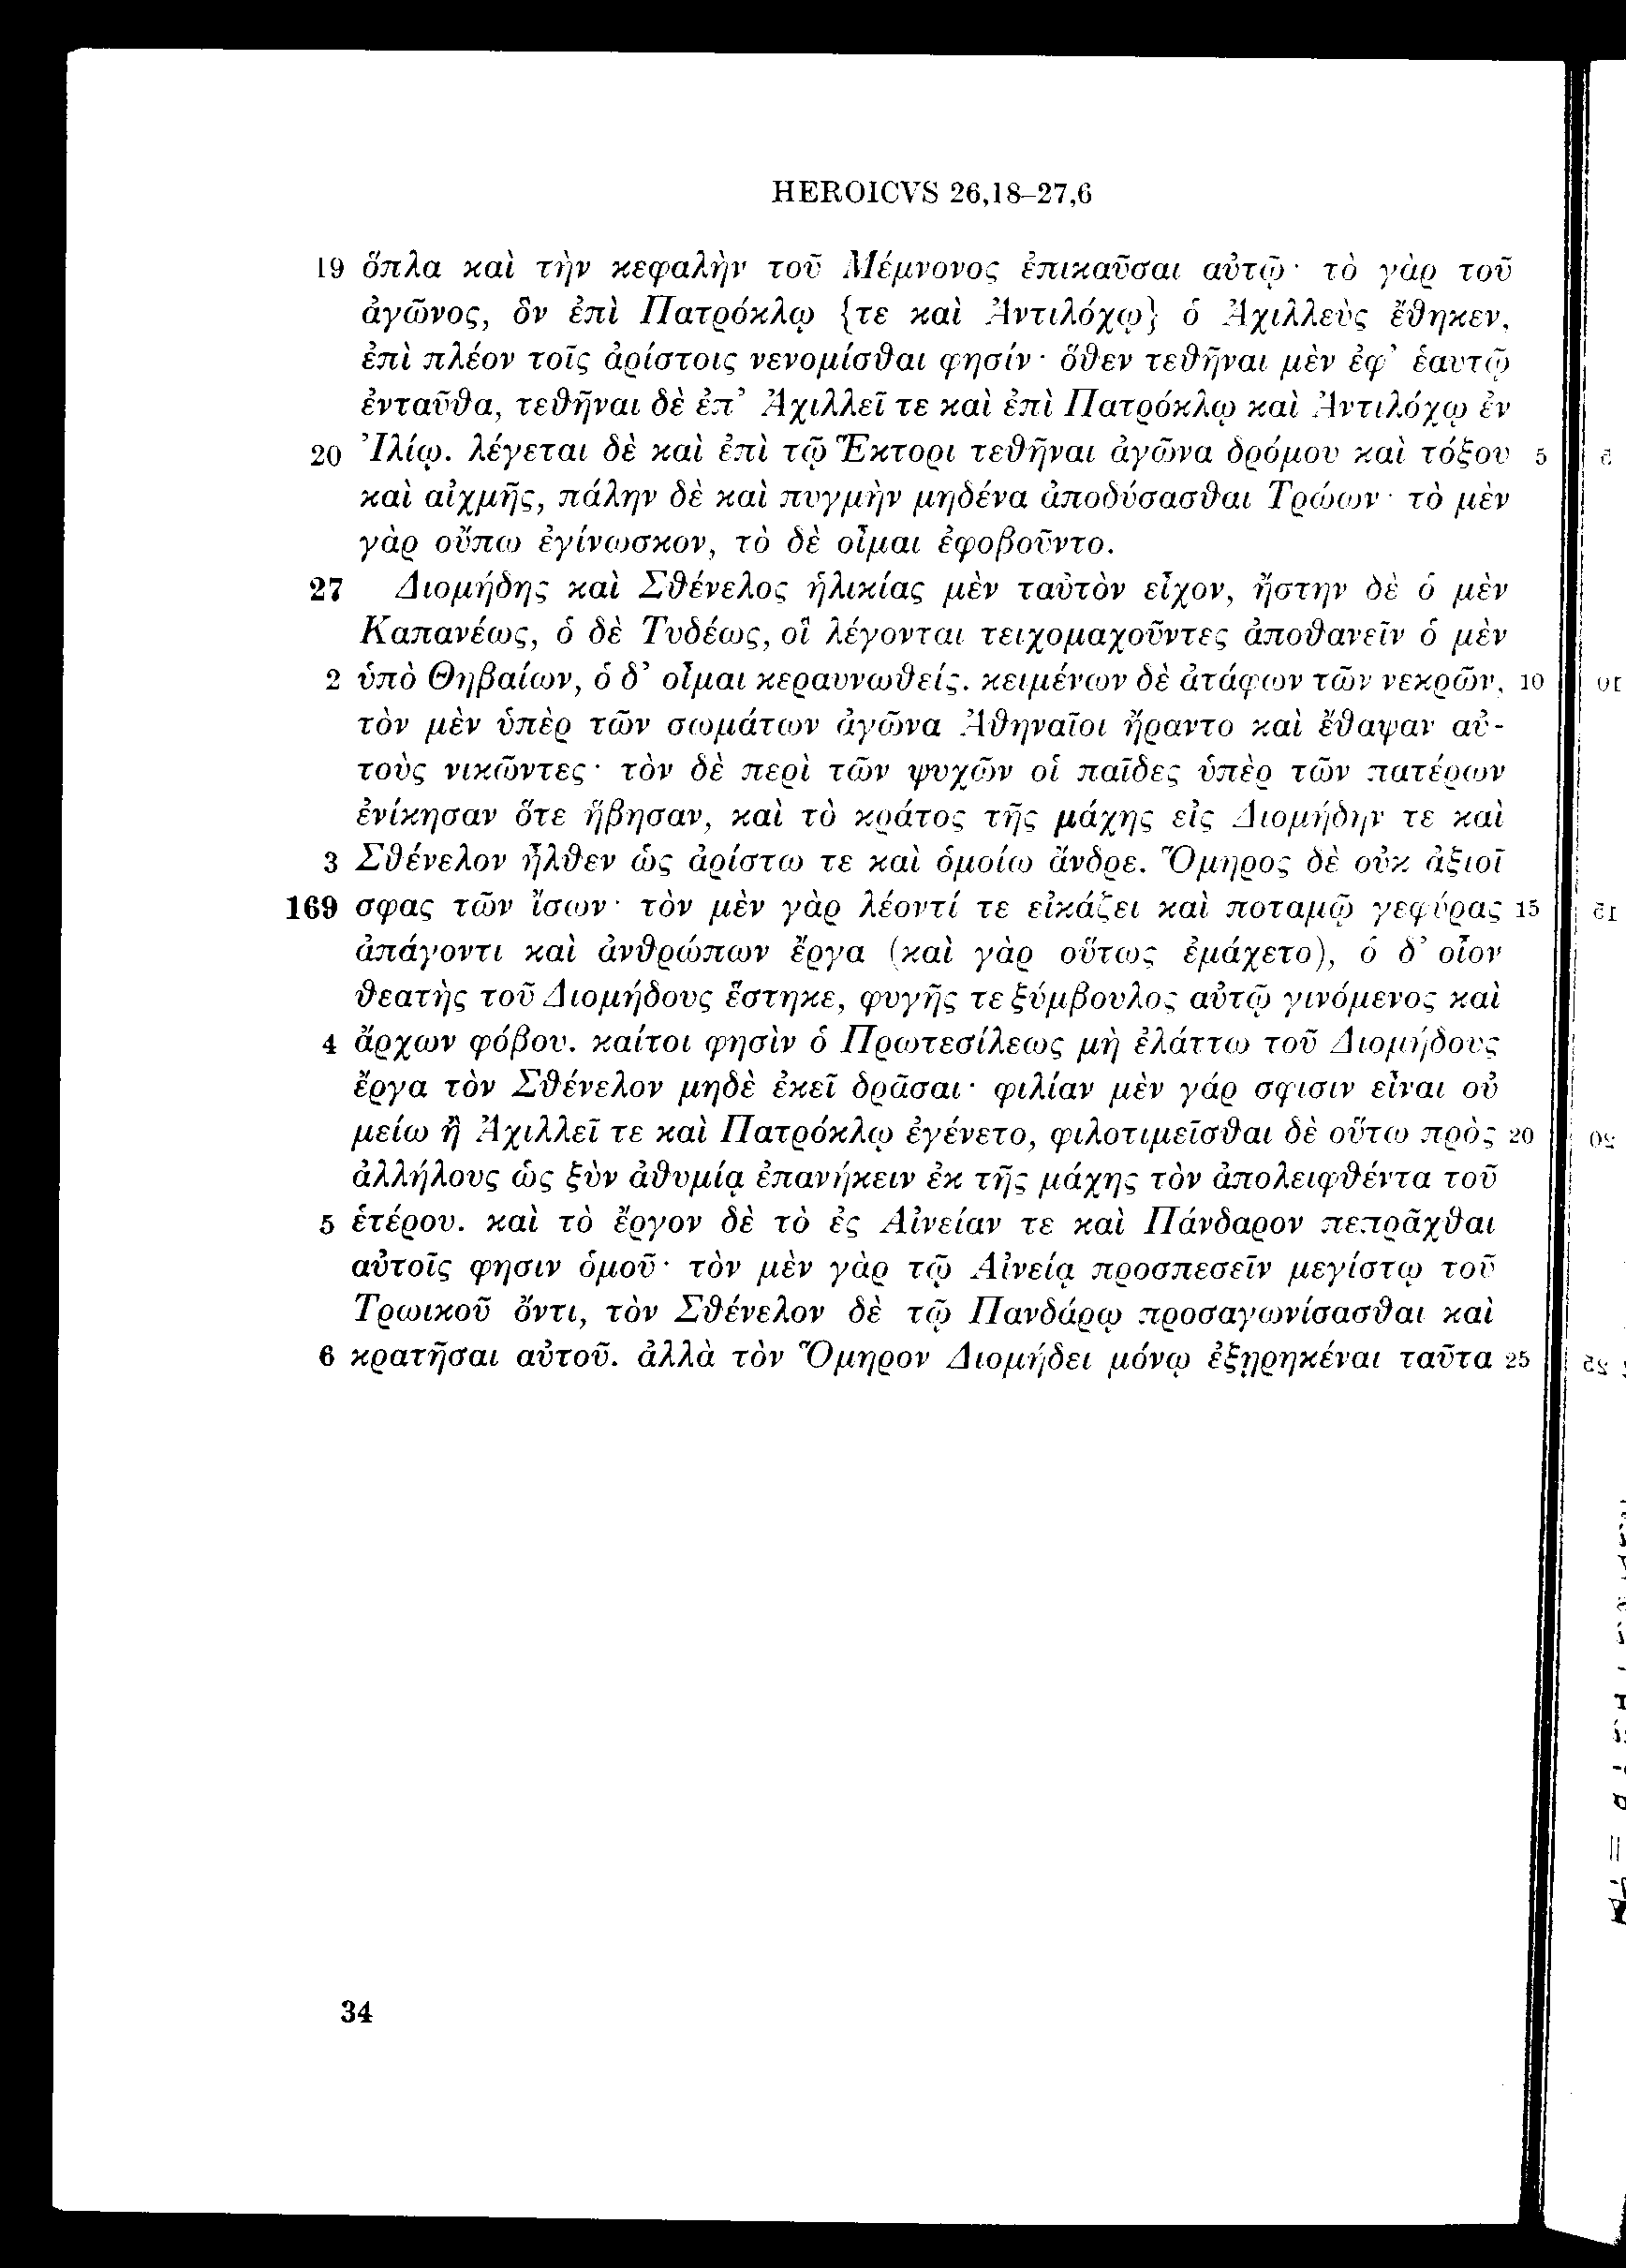 HEROICVS 26,18–27,6
19 ὅπλα καὶ τὴν κεφαλὴν τοῦ Μέμνονος ἐπικαῦσαι αὐτῷ· τὸ γὰρ τοῦ
ἀγῶνος, ὃν ἐπὶ Πατρόκλῳ {τε καὶ Ἀντιλόχῳ} ὁ Ἀχιλλεὺς ἔθηκεν,
ἐπὶ πλέον τοῖς ἀρίστοις νενομίσθαι φησίν· ὅθεν τεθῆναι μὲν ἐφ’ ἑαυτῷ
ἐνταῦθα, τεθῆναι δὲ ἐπ’ Ἀχιλλεῖ τε καὶ ἐπὶ Πατρόκλῳ καὶ Ἀντιλόχῳ ἐν
20 Ἰλίῳ. λέγεται δὲ καὶ ἐπὶ τῷ Ἕκτορι τεθῆναι ἀγῶνα δρόμου καὶ τόξου 5
καὶ αἰχμῆς, πάλην δὲ καὶ πυγμὴν μηδένα ἀποδύσασθαι Τρώων· τὸ μὲν
γὰρ οὔπω ἐγίνωσκον, τὸ δὲ οἶμαι ἐφοβοῦντο.
27 Διομήδης καὶ Σθένελος ἡλικίας μὲν ταὐτὸν εἶχον, ἤστην δὲ ὁ μὲν
Καπανέως, ὁ δὲ Τυδέως, οἳ λέγονται τειχομαχοῦντες ἀποθανεῖν ὁ μὲν
2 ὑπὸ Θηβαίων, ὁ δ’ οἶμαι κεραυνωθείς. κειμένων δὲ ἀτάφων τῶν νεκρῶν, 10
τὸν μὲν ὑπὲρ τῶν σωμάτων ἀγῶνα Ἀθηναῖοι ἤραντο καὶ ἔθαψαν αὐ-
τοὺς νικῶντες· τὸν δὲ περὶ τῶν ψυχῶν οἱ παῖδες ὑπὲρ τῶν πατέρων
ἐνίκησαν ὅτε ἥβησαν, καὶ τὸ κράτος τῆς μάχης εἰς Διομήδην τε καὶ
3 Σθένελον ἦλθεν ὡς ἀρίστω τε καὶ ὁμοίω ἄνδρε. Ὅμηρος δὲ οὐκ ἀξιοῖ
169 σφας τῶν ἴσων· τὸν μὲν γὰρ λέοντί τε εἰκάζει καὶ ποταμῷ γεφύρας 15
ἀπάγοντι καὶ ἀνθρώπων ἔργα (καὶ γὰρ οὕτως ἐμάχετο), ὁ δ’ οἷον
θεατὴς τοῦ Διομήδους ἕστηκε, φυγῆς τε ξύμβουλος αὐτῷ γινόμενος καὶ
4 ἄρχων φόβου. καίτοι φησὶν ὁ Πρωτεσίλεως μὴ ἐλάττω τοῦ Διομήδους
ἔργα τὸν Σθένελον μηδὲ ἐκεῖ δρᾶσαι· φιλίαν μὲν γάρ σφισιν εἶναι οὐ
μείω ἢ Ἀχιλλεῖ τε καὶ Πατρόκλῳ ἐγένετο, φιλοτιμεῖσθαι δὲ οὕτω πρὸς 20
ἀλλήλους ὡς ξὺν ἀθυμίᾳ ἐπανήκειν ἐκ τῆς μάχης τὸν ἀπολειφθέντα τοῦ
5 ἑτέρου. καὶ τὸ ἔργον δὲ τὸ ἐς Αἰνείαν τε καὶ Πάνδαρον πεπρᾶχθαι
αὐτοῖς φησιν ὁμοῦ· τὸν μὲν γὰρ τῷ Αἰνείᾳ προσπεσεῖν μεγίστῳ τοῦ
Τρωικοῦ ὄντι, τὸν Σθένελον δὲ τῷ Πανδάρῳ προσαγωνίσασθαι καὶ
6 κρατῆσαι αὐτοῦ. ἀλλὰ τὸν Ὅμηρον Διομήδει μόνῳ ἐξῃρηκέναι ταῦτα 25
34